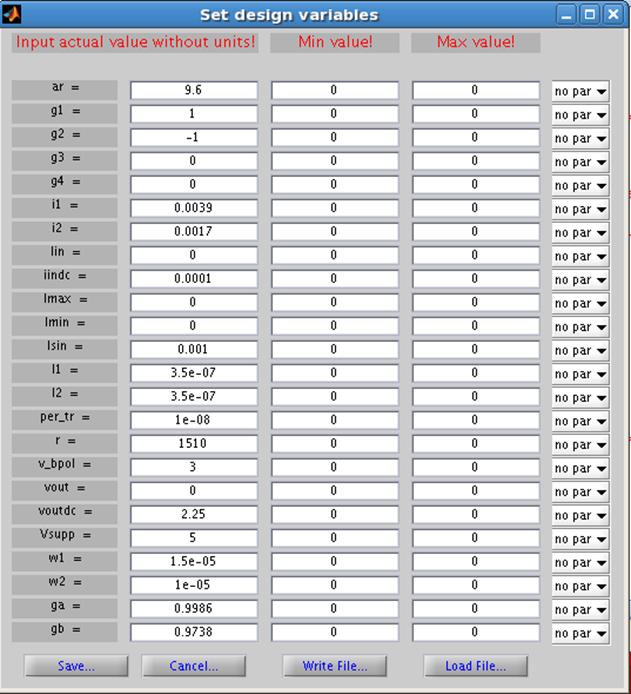 Set design variables
Input actual value without units! Min value! Max value!
ar = 9.6 0 0 no par
g1 = 1 0 0 no par
g2 = -1 0 0 no par
g3 = 0 0 0 no par
g4 = 0 0 0 no par
i1 = 0.0039 0 0 no par
i2 = 0.0017 0 0 no par
Iin = 0 0 0 no par
iindc = 0.0001 0 0 no par
Imax = 0 0 0 no par
Imin = 0 0 0 no par
Isin = 0.001 0 0 no par
l1 = 3.5e-07 0 0 no par
l2 = 3.5e-07 0 0 no par
per_tr = 1e-08 0 0 no par
r = 1510 0 0 no par
v_bpol = 3 0 0 no par
vout = 0 0 0 no par
voutdc = 2.25 0 0 no par
Vsupp = 5 0 0 no par
w1 = 1.5e-05 0 0 no par
w2 = 1e-05 0 0 no par
ga = 0.9986 0 0 no par
gb = 0.9738 0 0 no par
Save... Cancel... Write File... Load File...